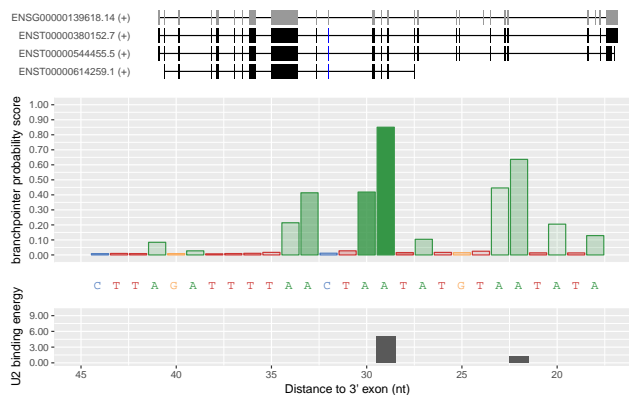 ENSG00000139618.14 (+)
ENST00000380152.7 (+)
ENST00000544455.5 (+)
ENST00000614259.1 (+)
branchpointer probability score
1.00
0.90
0.80
0.70
0.60
0.50
0.40
0.30
0.20
0.10
0.00
C T T A G A T T T T A A C T A A T A T G T A A T A T A
U2 binding energy
9.00
6.00
3.00
0.00
45 40 35 30 25 20
Distance to 3' exon (nt)